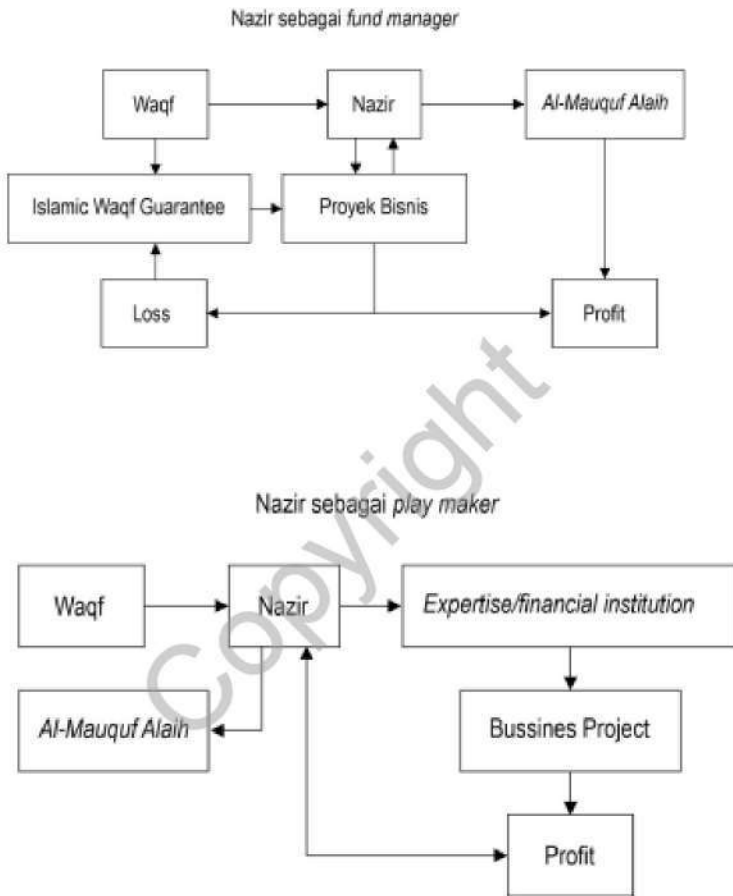 Nazir sebagai fund manager
Waqf
Nazir
Al-Mauquf Alaih
Islamic Waqf Guarantee
Proyek Bisnis
Loss
Profit
Copyright
Nazir sebagai play maker
Waqf
Nazir
Expertise/financial institution
Al-Mauquf Alaih
Bussines Project
Profit